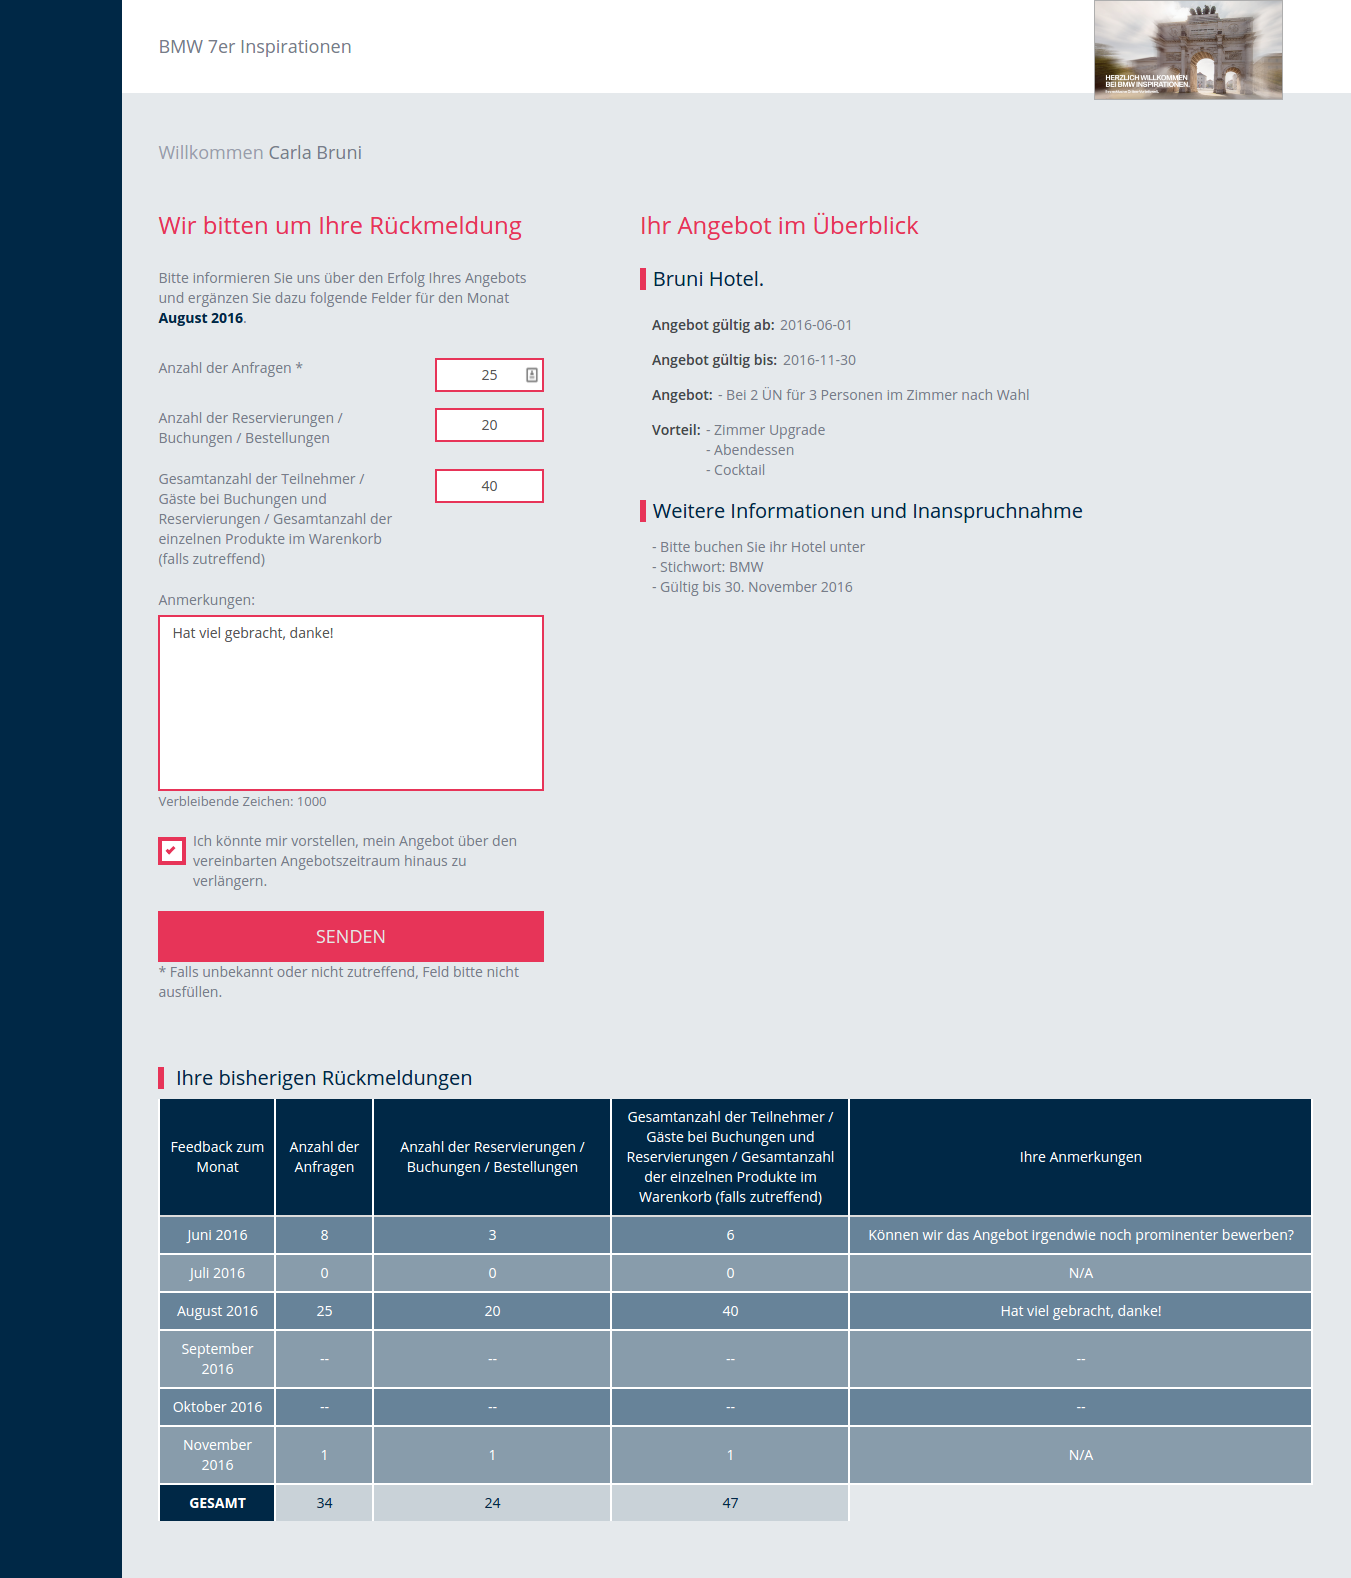 BMW 7er Inspirationen
HERZLICH WILLKOMMEN
BEI BMW INSPIRATIONEN.
Willkommen Carla Bruni
Wir bitten um Ihre Rückmeldung
Bitte informieren Sie uns über den Erfolg Ihres Angebots
und ergänzen Sie dazu folgende Felder für den Monat
August 2016.
Anzahl der Anfragen *
25
Anzahl der Reservierungen /
Buchungen / Bestellungen
20
Gesamtanzahl der Teilnehmer /
Gäste bei Buchungen und
Reservierungen / Gesamtanzahl der
einzelnen Produkte im Warenkorb
(falls zutreffend)
40
Anmerkungen:
Hat viel gebracht, danke!
Verbleibende Zeichen: 1000
Ich könnte mir vorstellen, mein Angebot über den
vereinbarten Angebotszeitraum hinaus zu
verlängern.
SENDEN
* Falls unbekannt oder nicht zutreffend, Feld bitte nicht
ausfüllen.
Ihr Angebot im Überblick
Bruni Hotel.
Angebot gültig ab: 2016-06-01
Angebot gültig bis: 2016-11-30
Angebot: - Bei 2 ÜN für 3 Personen im Zimmer nach Wahl
Vorteil: - Zimmer Upgrade
- Abendessen
- Cocktail
Weitere Informationen und Inanspruchnahme
- Bitte buchen Sie ihr Hotel unter
- Stichwort: BMW
- Gültig bis 30. November 2016
Ihre bisherigen Rückmeldungen
Feedback zum
Monat
Anzahl der
Anfragen
Anzahl der Reservierungen /
Buchungen / Bestellungen
Gesamtanzahl der Teilnehmer /
Gäste bei Buchungen und
Reservierungen / Gesamtanzahl
der einzelnen Produkte im
Warenkorb (falls zutreffend)
Ihre Anmerkungen
Juni 2016 8 3 6 Können wir das Angebot irgendwie noch prominenter bewerben?
Juli 2016 0 0 0 N/A
August 2016 25 20 40 Hat viel gebracht, danke!
September
2016
-- -- -- --
Oktober 2016 -- -- -- --
November
2016
1 1 1 N/A
GESAMT 34 24 47